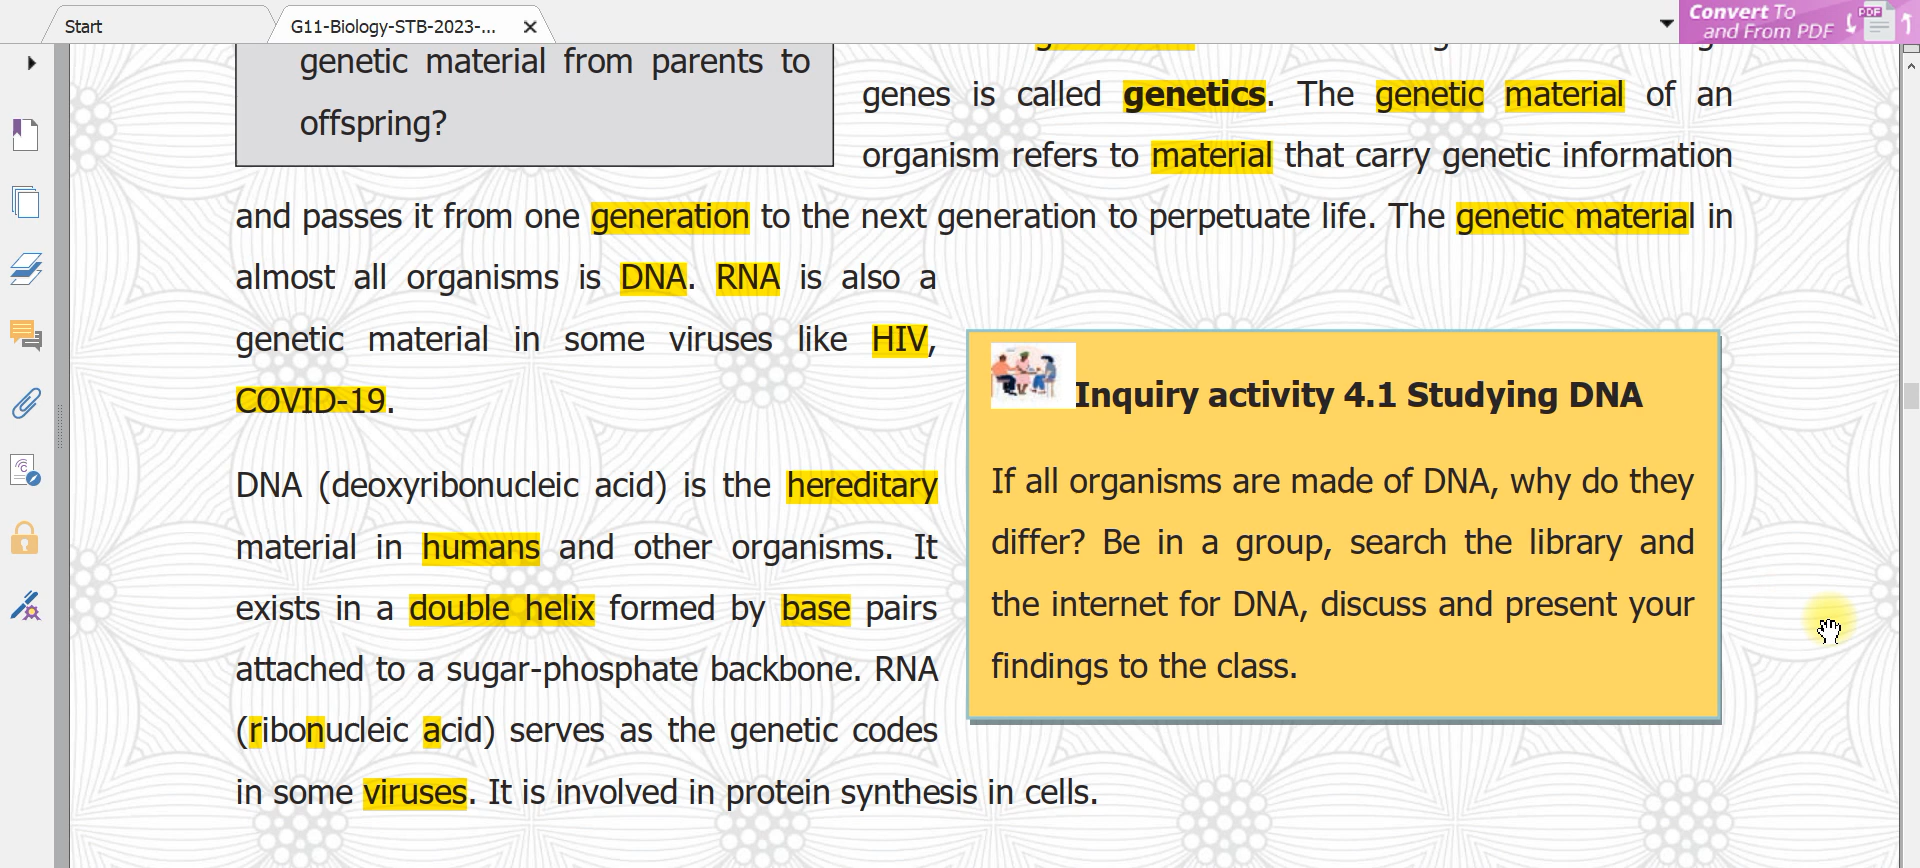 Start
G11-Biology-STB-2023-...
Convert To
and From PDF
PDF
genetic material from parents to
offspring?
genes is called genetics. The genetic material of an
organism refers to material that carry genetic information
and passes it from one generation to the next generation to perpetuate life. The genetic material in
almost all organisms is DNA. RNA is also a
genetic material in some viruses like HIV,
COVID-19.
DNA (deoxyribonucleic acid) is the hereditary
material in humans and other organisms. It
exists in a double helix formed by base pairs
attached to a sugar-phosphate backbone. RNA
(ribonucleic acid) serves as the genetic codes
in some viruses. It is involved in protein synthesis in cells.
Inquiry activity 4.1 Studying DNA
If all organisms are made of DNA, why do they
differ? Be in a group, search the library and
the internet for DNA, discuss and present your
findings to the class.